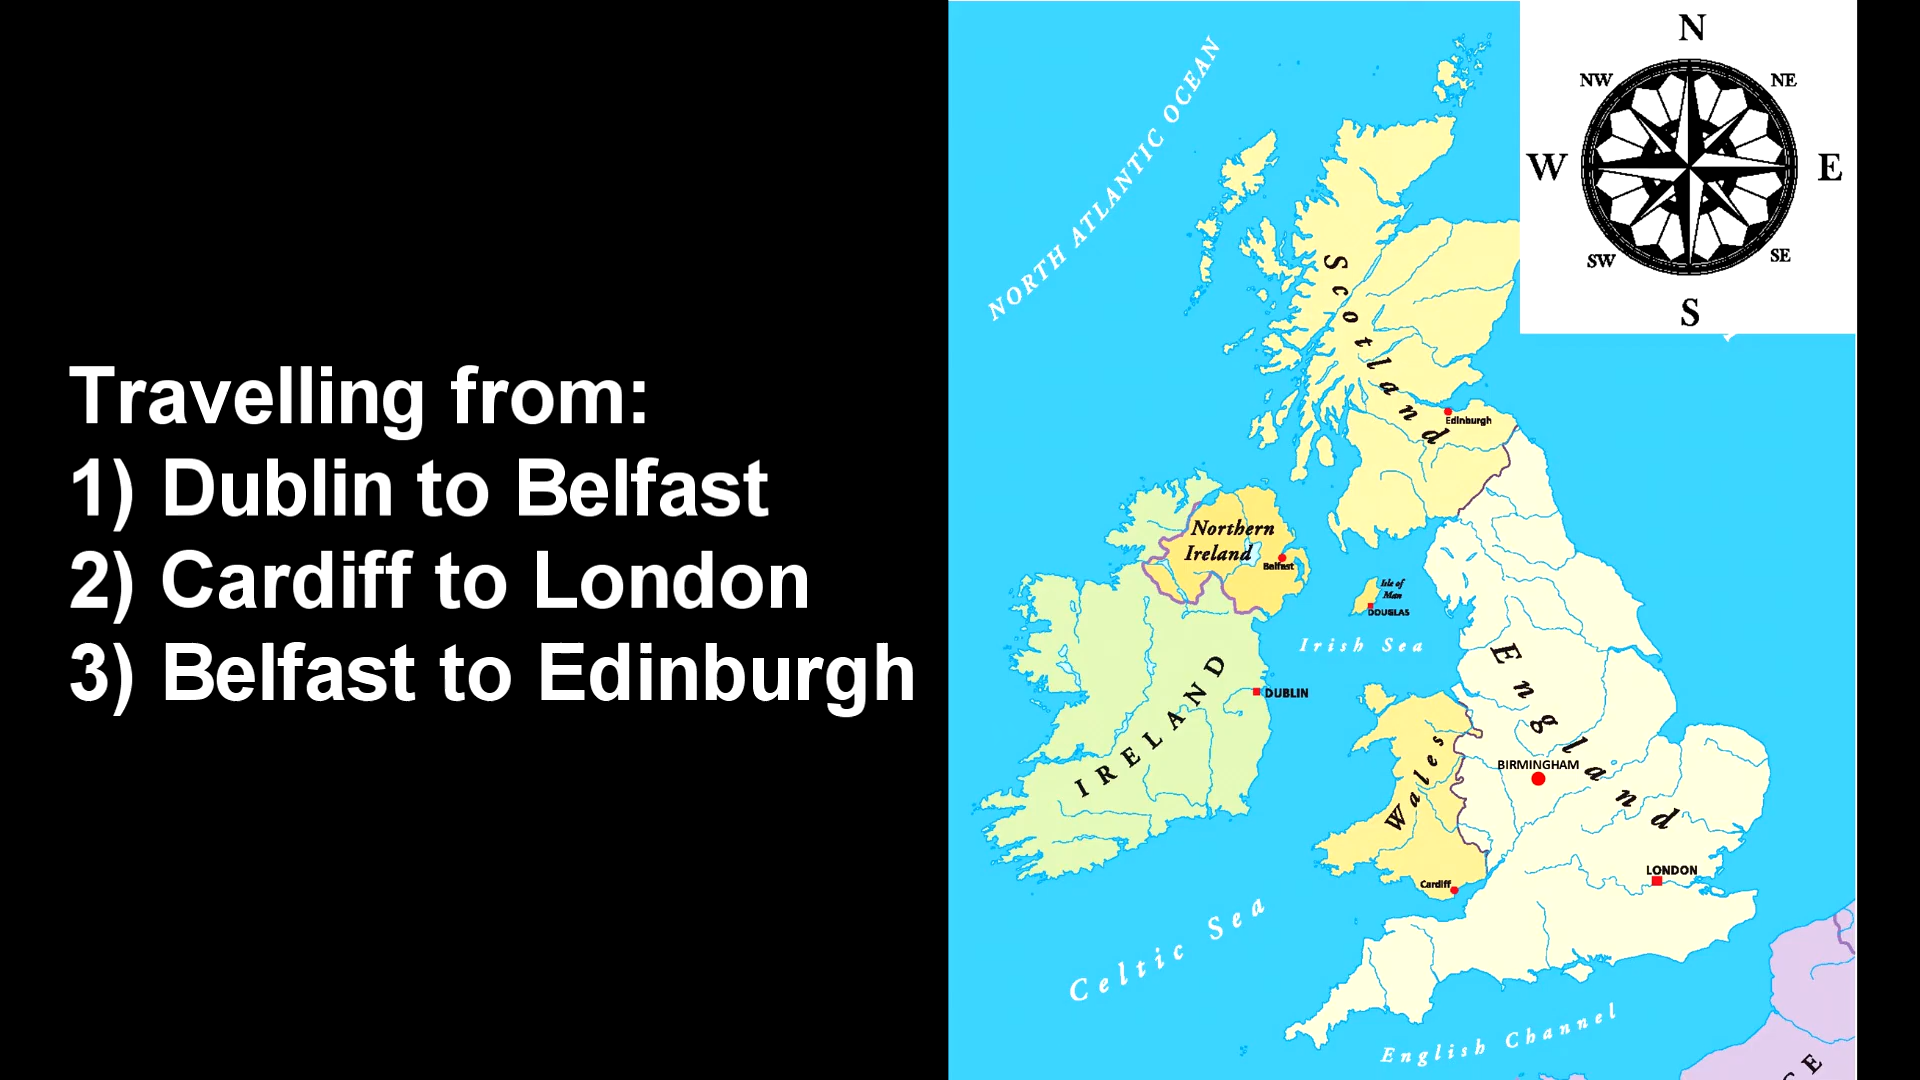 Travelling from:
1) Dublin to Belfast
2) Cardiff to London
3) Belfast to Edinburgh
NORTH ATLANTIC OCEAN
N
NW
NE
W
E
SW
SE
S
Scotland
Edinburgh
Northern
Ireland
Belfast
Isle of
Man
DOUGLAS
Irish Sea
IRELAND
DUBLIN
England
BIRMINGHAM
Wales
LONDON
Cardiff
Celtic Sea
English Channel